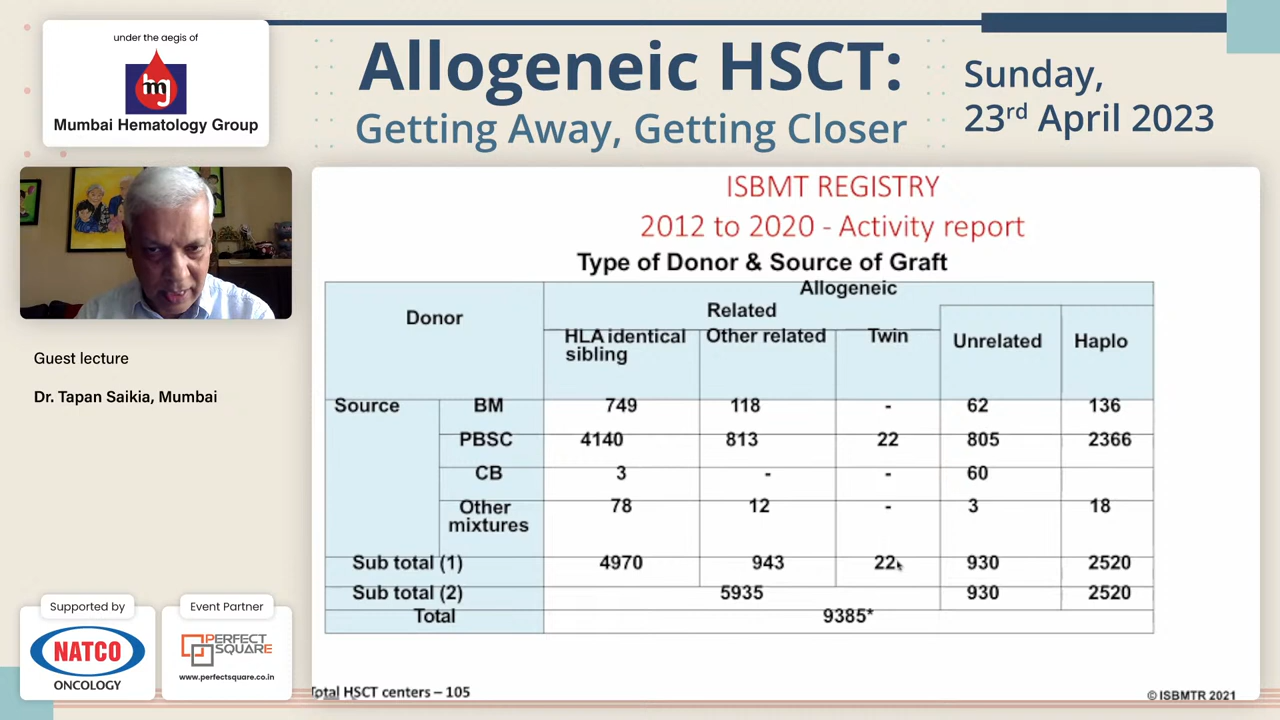 under the aegis of
hg
Mumbai Hematology Group
Allogeneic HSCT:
Getting Away, Getting Closer
Sunday,
23rd April 2023
Guest lecture
Dr. Tapan Saikia, Mumbai
ISBMT REGISTRY
2012 to 2020 - Activity report
Type of Donor & Source of Graft
Donor Allogeneic
Related Unrelated Haplo
HLA identical sibling Other related Twin
Source BM 749 118 - 62 136
PBSC 4140 813 22 805 2366
CB 3 - - 60
Other mixtures 78 12 - 3 18
Sub total (1) 4970 943 22 930 2520
Sub total (2) 5935 930 2520
Total 9385*
Total HSCT centers – 105
© ISBMTR 2021
Supported by
NATCO
ONCOLOGY
Event Partner
PERFECT
SQUARE
www.perfectsquare.co.in